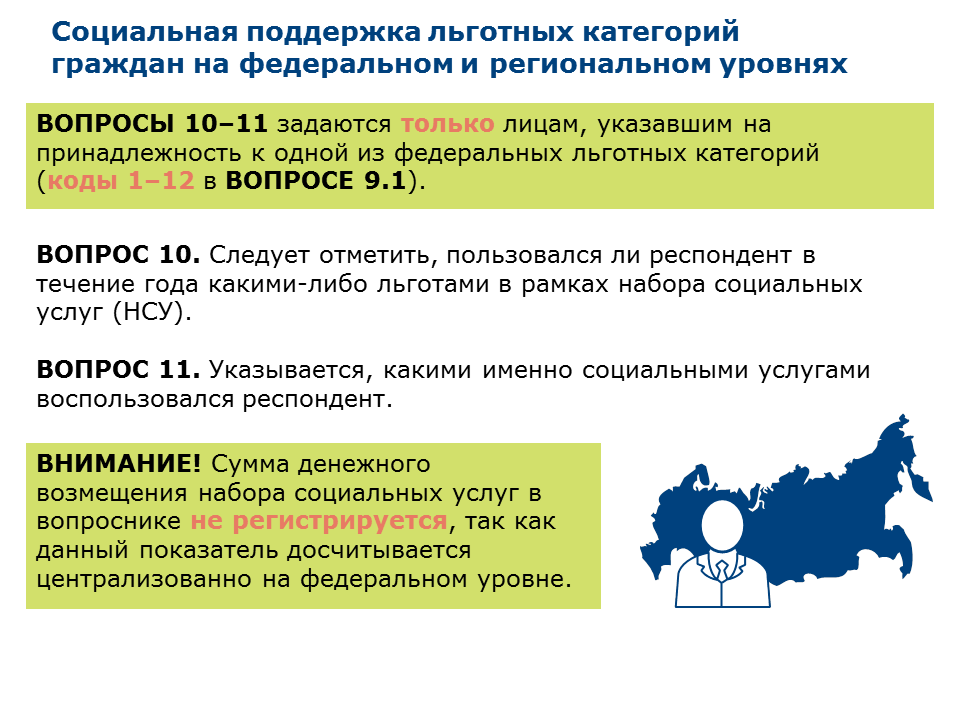 Социальная поддержка льготных категорий
граждан на федеральном и региональном уровнях
ВОПРОСЫ 10–11 задаются только лицам, указавшим на
принадлежность к одной из федеральных льготных категорий
(коды 1–12 в ВОПРОСЕ 9.1).
ВОПРОС 10. Следует отметить, пользовался ли респондент в
течение года какими-либо льготами в рамках набора социальных
услуг (НСУ).
ВОПРОС 11. Указывается, какими именно социальными услугами
воспользовался респондент.
ВНИМАНИЕ! Сумма денежного
возмещения набора социальных услуг в
вопроснике не регистрируется, так как
данный показатель досчитывается
централизованно на федеральном уровне.